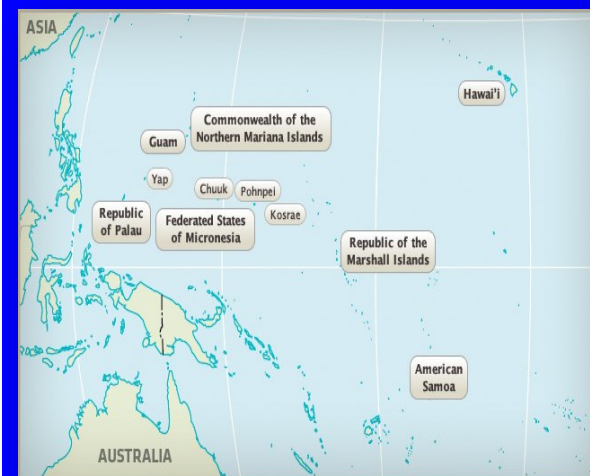 ASIA
Hawai'i
Commonwealth of the
Northern Mariana Islands
Guam
Yap
Chuuk
Pohnpei
Kosrae
Republic
of Palau
Federated States
of Micronesia
Republic of the
Marshall Islands
American
Samoa
AUSTRALIA